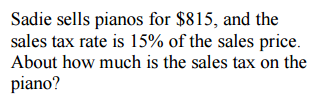 Sadie sells pianos for $815, and the
sales tax rate is 15% of the sales price.
About how much is the sales tax on the
piano?